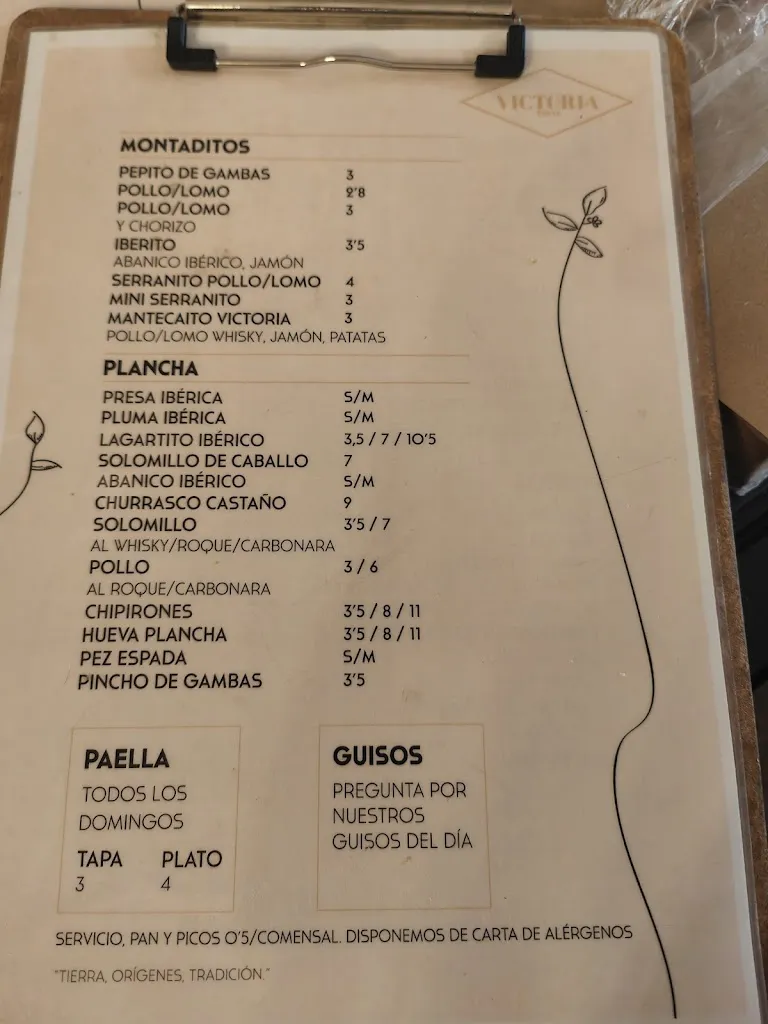 VICTORIA
MONTADITOS
PEPITO DE GAMBAS 3
POLLO/LOMO 2'8
POLLO/LOMO 3
Y CHORIZO
IBERITO 3'5
ABANICO IBÉRICO, JAMÓN
SERRANITO POLLO/LOMO 4
MINI SERRANITO 3
MANTECAITO VICTORIA 3
POLLO/LOMO WHISKY, JAMÓN, PATATAS
PLANCHA
PRESA IBÉRICA S/M
PLUMA IBÉRICA S/M
LAGARTITO IBÉRICO 3,5 / 7 / 10'5
SOLOMILLO DE CABALLO 7
ABANICO IBÉRICO S/M
CHURRASCO CASTAÑO 9
SOLOMILLO 3'5 / 7
AL WHISKY/ROQUE/CARBONARA
POLLO 3 / 6
AL ROQUE/CARBONARA
CHIPIRONES 3'5 / 8 / 11
HUEVA PLANCHA 3'5 / 8 / 11
PEZ ESPADA S/M
PINCHO DE GAMBAS 3'5
PAELLA
TODOS LOS
DOMINGOS
TAPA PLATO
3 4
GUISOS
PREGUNTA POR
NUESTROS
GUISOS DEL DÍA
SERVICIO, PAN Y PICOS 0'5/COMENSAL. DISPONEMOS DE CARTA DE ALÉRGENOS
"TIERRA, ORÍGENES, TRADICIÓN."